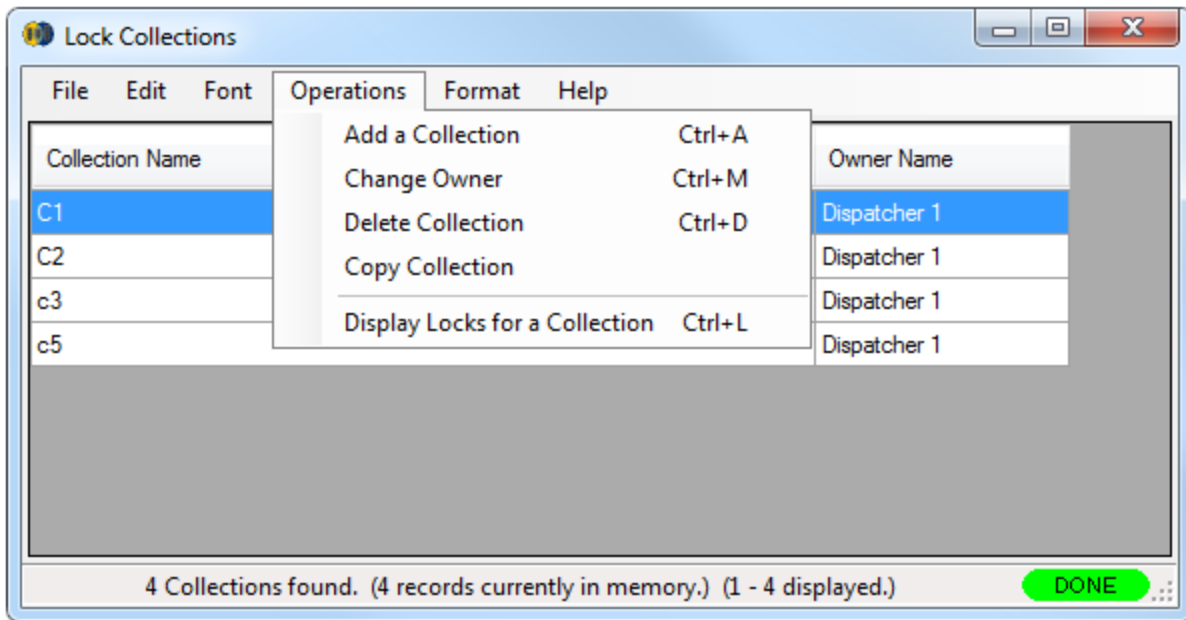 Lock Collections
File Edit Font Operations Format Help
Add a Collection Ctrl+A
Change Owner Ctrl+M
Delete Collection Ctrl+D
Copy Collection
Display Locks for a Collection Ctrl+L
Collection Name Owner Name
C1 Dispatcher 1
C2 Dispatcher 1
c3 Dispatcher 1
c5 Dispatcher 1
4 Collections found. (4 records currently in memory.) (1 - 4 displayed.) DONE